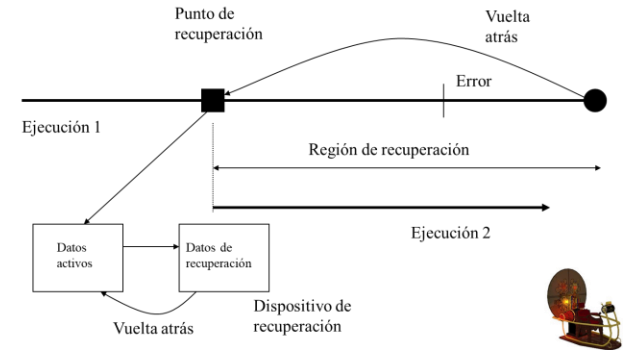 Punto de
recuperación
Vuelta
atrás
Error
Ejecución 1
Región de recuperación
Ejecución 2
Datos
activos
Datos de
recuperación
Vuelta atrás
Dispositivo de
recuperación